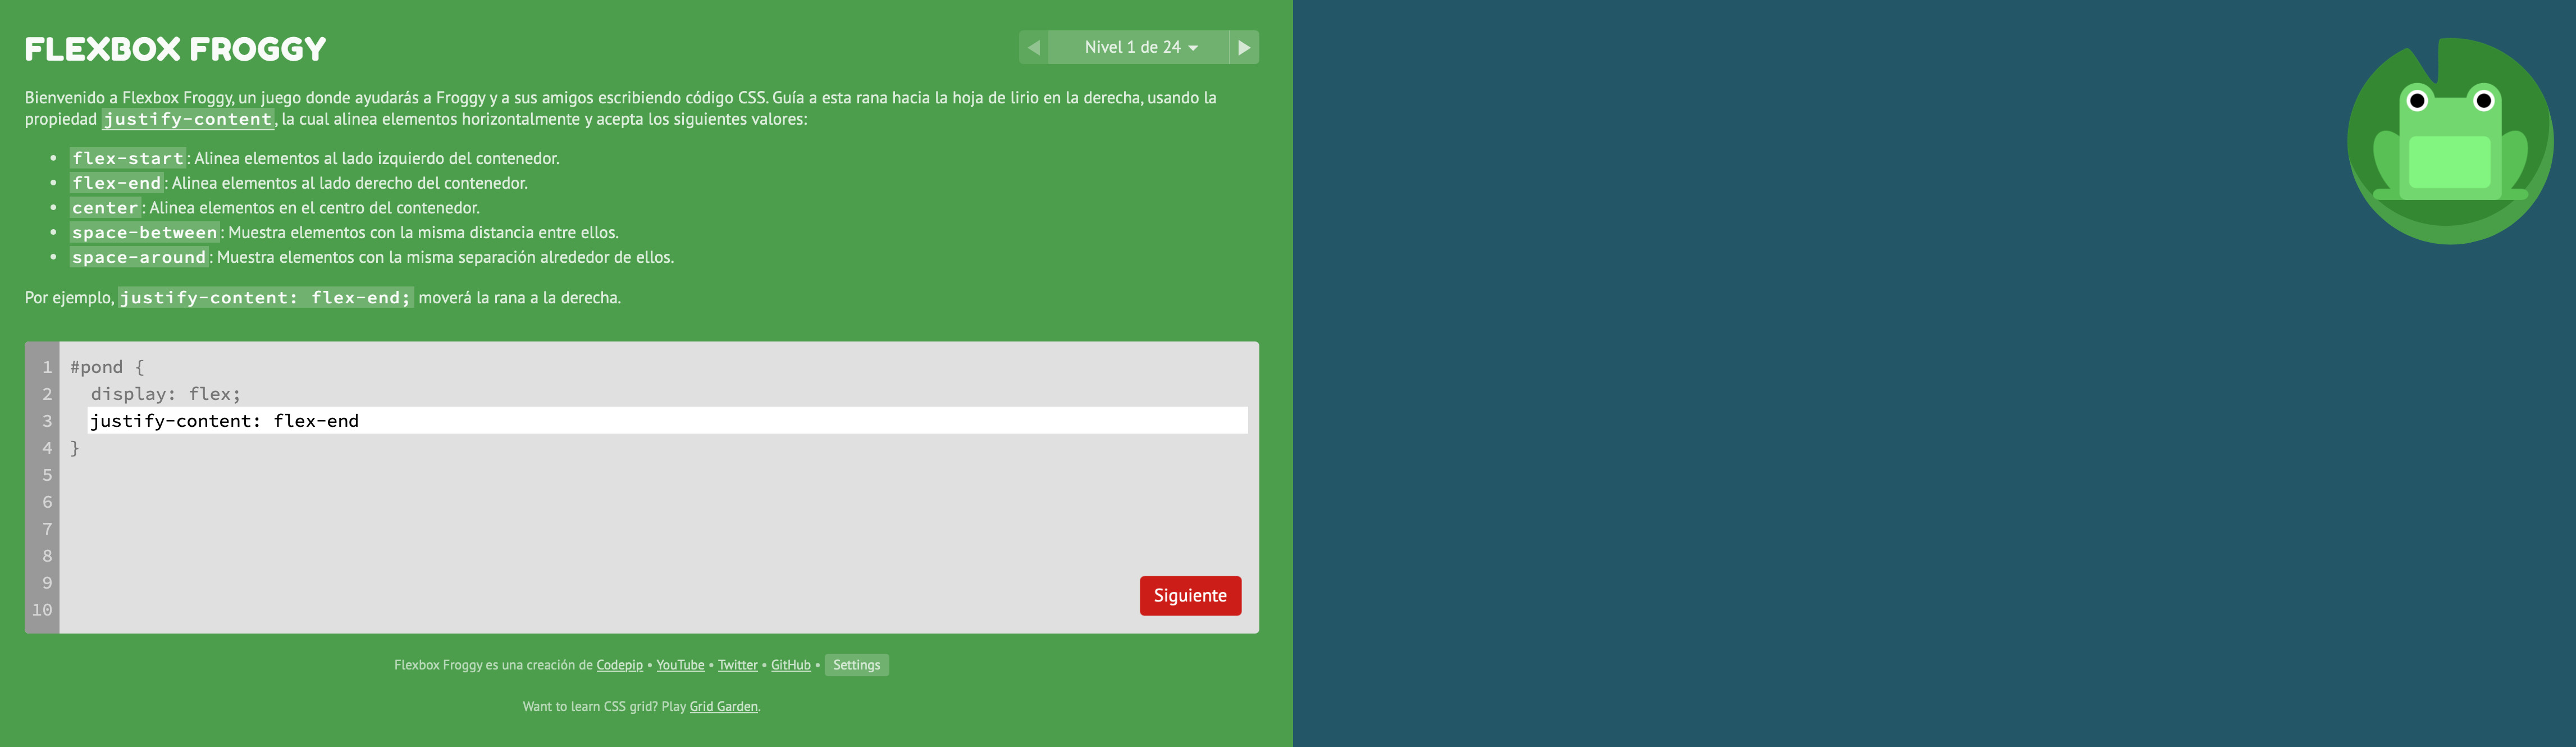 FLEXBOX FROGGY
Nivel 1 de 24
Bienvenido a Flexbox Froggy, un juego donde ayudarás a Froggy y a sus amigos escribiendo código CSS. Guía a esta rana hacia la hoja de lirio en la derecha, usando la
propiedad justify-content, la cual alinea elementos horizontalmente y acepta los siguientes valores:
• flex-start: Alinea elementos al lado izquierdo del contenedor.
• flex-end: Alinea elementos al lado derecho del contenedor.
• center: Alinea elementos en el centro del contenedor.
• space-between: Muestra elementos con la misma distancia entre ellos.
• space-around: Muestra elementos con la misma separación alrededor de ellos.
Por ejemplo, justify-content: flex-end; moverá la rana a la derecha.
1 #pond {
2 display: flex;
3 justify-content: flex-end
4 }
5
6
7
8
9
10
Siguiente
Flexbox Froggy es una creación de Codepip • YouTube • Twitter • GitHub • Settings
Want to learn CSS grid? Play Grid Garden.